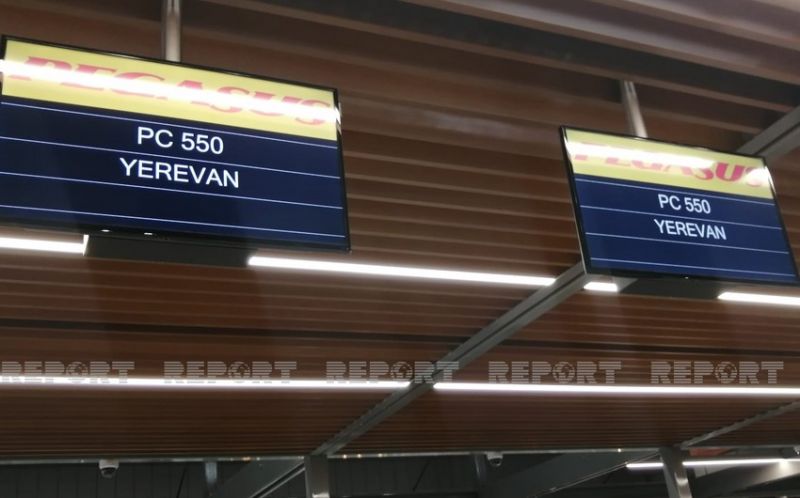 PEGASUS
PC 550
YEREVAN
PEGASUS
PC 550
YEREVAN
REPORT REPORT REPORT REPORT REPORT